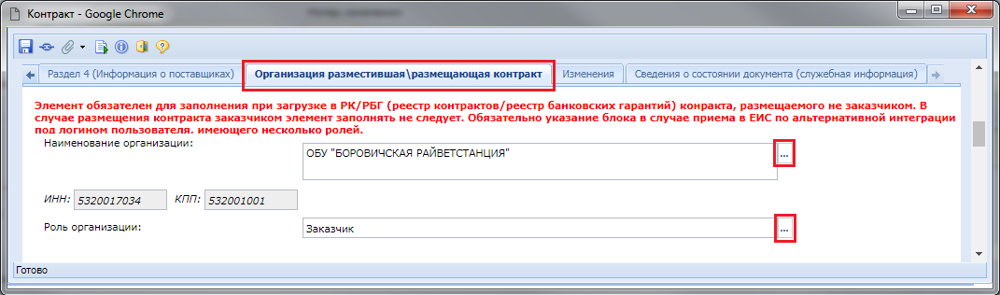 Контракт - Google Chrome
Раздел 4 (Информация о поставщиках)
Организация разместившая\размещающая контракт
Изменения
Сведения о состоянии документа (служебная информация)
Элемент обязателен для заполнения при загрузке в РК/РБГ (реестр контрактов/реестр банковских гарантий) конракта, размещаемого не заказчиком. В
случае размещения контракта заказчиком элемент заполнять не следует. Обязательно указание блока в случае приема в ЕИС по альтернативной интеграции
под логином пользователя, имеющего несколько ролей.
Наименование организации:
ОБУ "БОРОВИЧСКАЯ РАЙВЕТСТАНЦИЯ"
...
ИНН: 5320017034 КПП: 532001001
Роль организации:
Заказчик
...
Готово